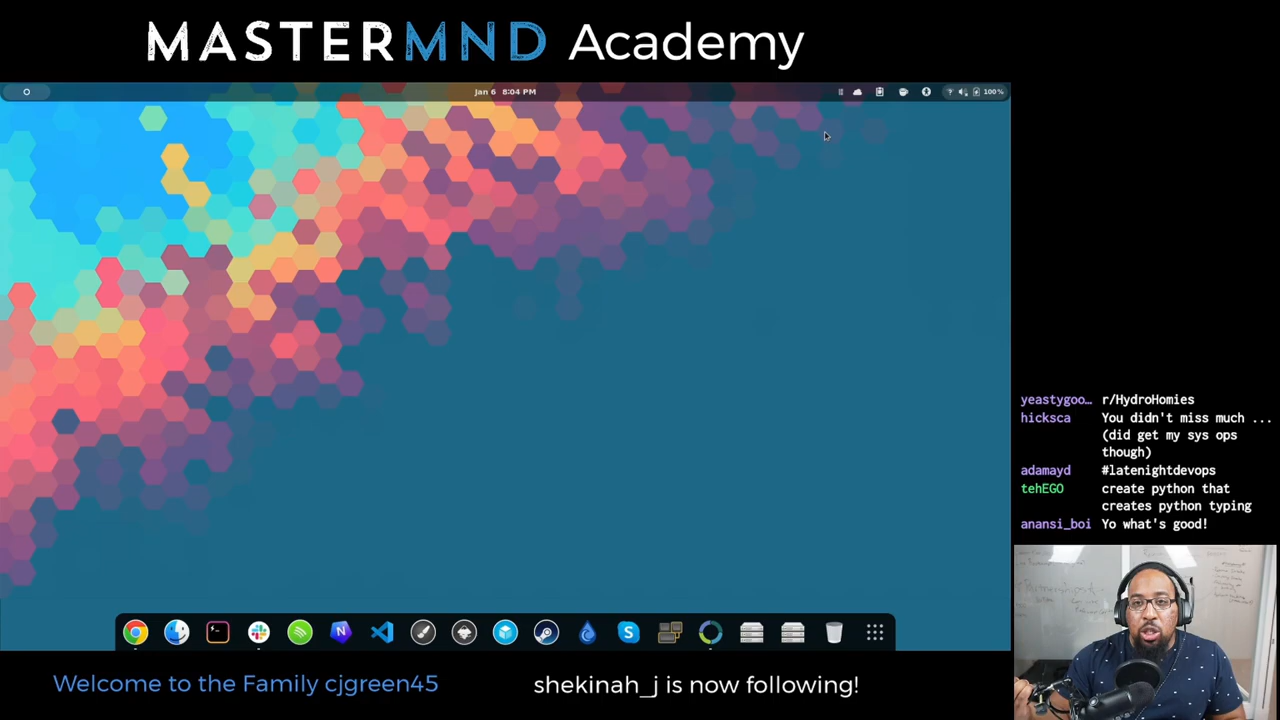 MASTERMND Academy
Jan 6 8:04 PM
100%
yeastygoo… r/HydroHomies
hicksca You didn't miss much ...
(did get my sys ops
though)
adamayd #latenightdevops
tehEGO create python that
creates python typing
anansi_boi Yo what's good!
N
S
Welcome to the Family cjgreen45
shekinah_j is now following!